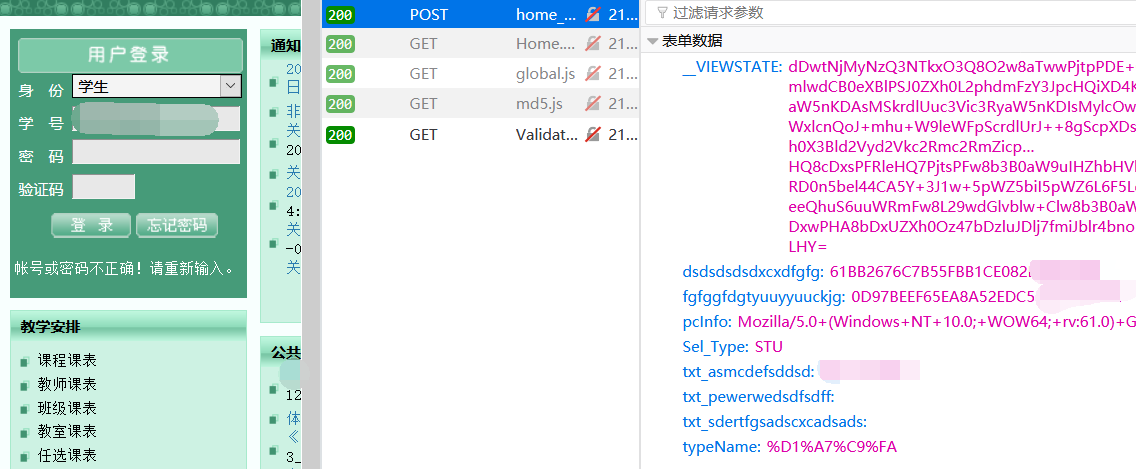 用户登录
身 份 学生
学 号
密 码
验证码
登 录 忘记密码
帐号或密码不正确！请重新输入。
教学安排
课程课表
教师课表
班级课表
教室课表
任选课表
通知
20
日
非
关
20
关
20
4:
关
-0
关
公共
12
体
《
3_
200 POST home_... 21...
200 GET Home.... 21...
200 GET global.js 21...
200 GET md5.js 21...
200 GET Validat... 21...
过滤请求参数
表单数据
__VIEWSTATE: dDwtNjMyNzQ3NTkxO3Q8O2w8aTwwPjtpPDE+
mlwdCB0eXBlPSJ0ZXh0L2phdmFzY3JpcHQiXD4K
aW5nKDAsMSkrdlUuc3Vic3RyaW5nKDIsMylcOw
WxlcnQoJ+mhu+W9leWFpScrdlUrJ++8gScpXDs
h0X3Bld2Vyd2Vkc2Rmc2RmZicp...
HQ8cDxsPFRleHQ7PjtsPFw8b3B0aW9uIHZhbHVl
RD0n5bel44CA5Y+3J1w+5pWZ5biI5pWZ6L6F5L
eeQhuS6uuWRmFw8L29wdGlvblw+Clw8b3B0aW
DxwPHA8bDxUZXh0Oz47bDzluJDlj7fmiJblr4bno
LHY=
dsdsdsdsdxcxdfgfg: 61BB2676C7B55FBB1CE082
fgfggfdgtyuuyyuuckjg: 0D97BEEF65EA8A52EDC5
pcInfo: Mozilla/5.0+(Windows+NT+10.0;+WOW64;+rv:61.0)+G
Sel_Type: STU
txt_asmcdefsddsd:
txt_pewerwedsdfsdff:
txt_sdertfgsadscxcadsads:
typeName: %D1%A7%C9%FA